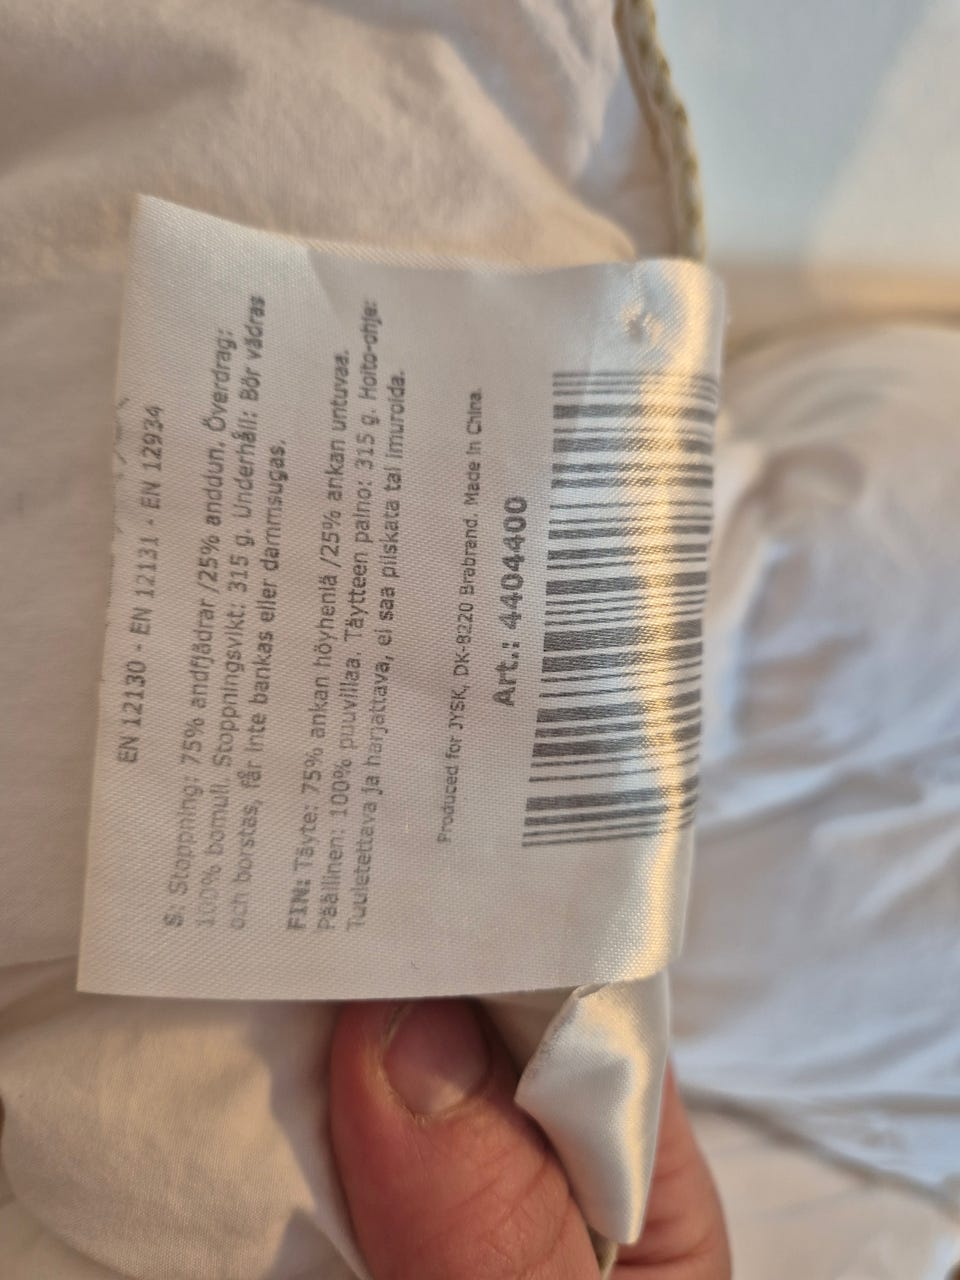 EN 12130 - EN 12131 - EN 12934
S: Stoppning: 75% andfjädrar /25% anddun. Överdrag:
100% bomull. Stoppningsvikt: 315 g. Underhåll: Bör vädras
och borstas, får inte bankas eller dammsugas.
FIN: Täyte: 75% ankan höyheniä /25% ankan untuvaa.
Päällinen: 100% puuvillaa. Täytteen paino: 315 g. Hoito-ohje:
Tuuletettava ja harjattava, ei saa piiskata tai imuroida.
Produced for JYSK, DK-8220 Brabrand. Made in China.
Art.: 4404400